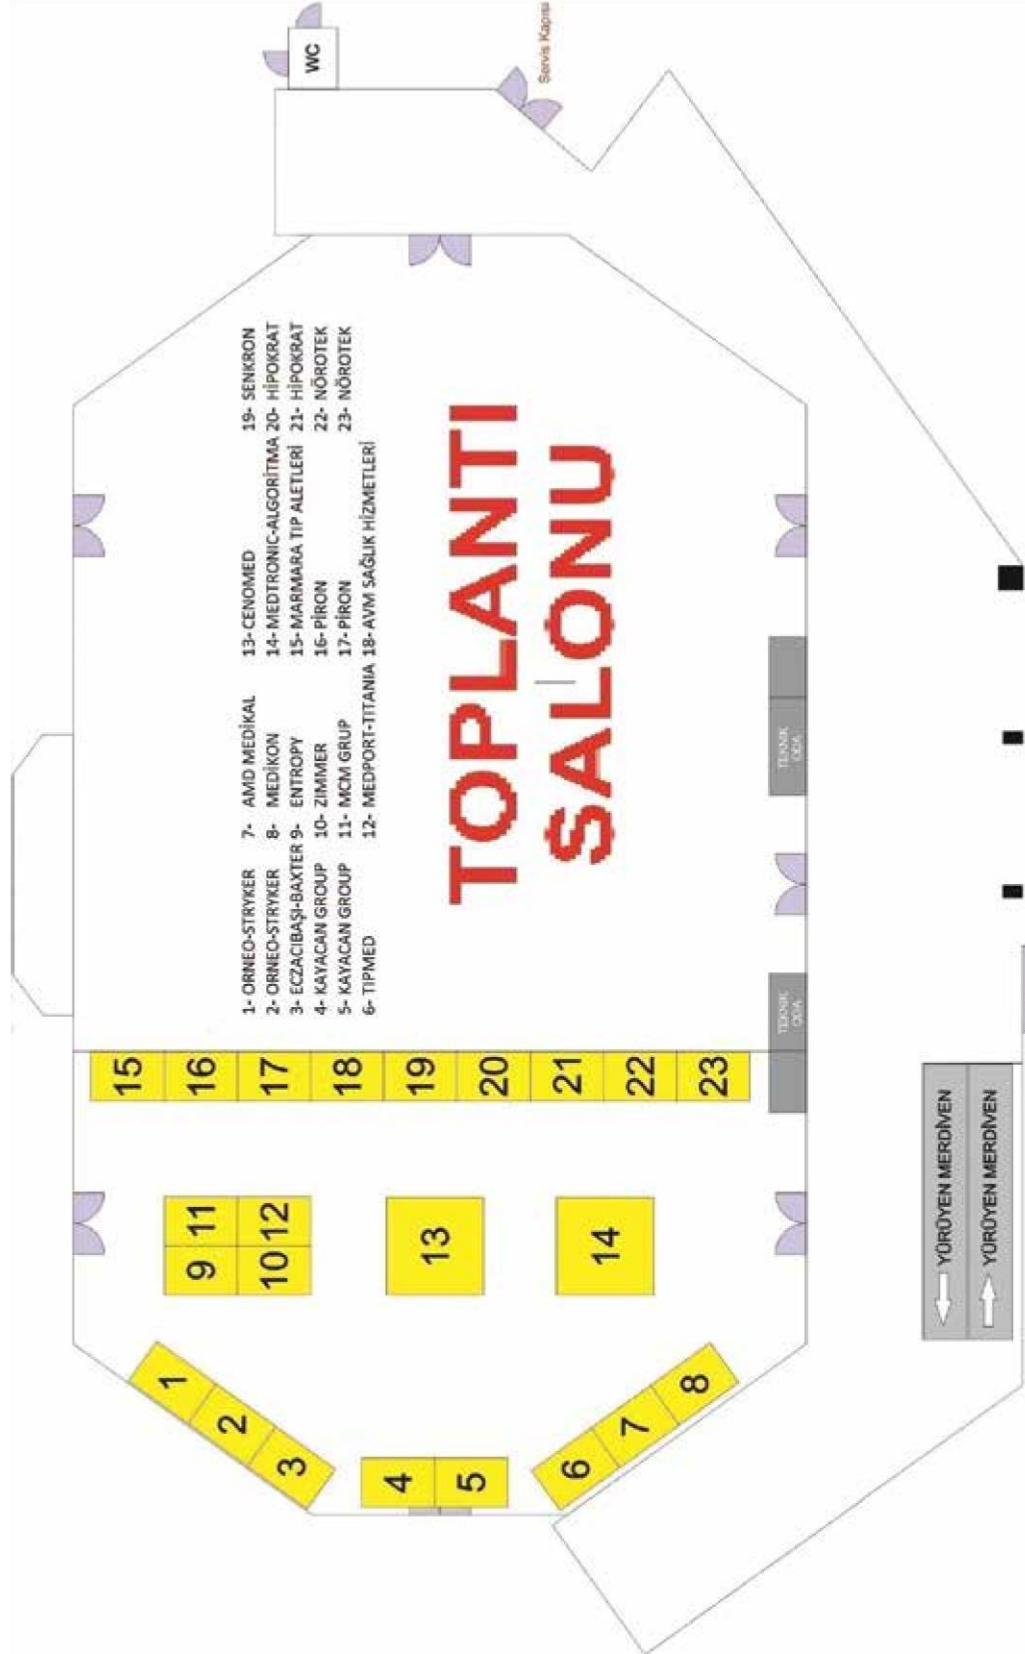 WC
Servis Kapısı
1- ORNEO-STRYKER 7- AMD MEDİKAL 13- CENOMED 19- SENKRON
2- ORNEO-STRYKER 8- MEDİKON 14- MEDTRONIC-ALGORİTMA 20- HİPOKRAT
3- ECZACIBAŞI-BAXTER 9- ENTROPY 15- MARMARA TIP ALETLERİ 21- HİPOKRAT
4- KAYACAN GROUP 10- ZIMMER 16- PİRON 22- NÖROTEK
5- KAYACAN GROUP 11- MCM GRUP 17- PİRON 23- NÖROTEK
6- TIPMED 12- MEDPORT-TITANIA 18- AVM SAĞLIK HİZMETLERİ
TOPLANTI
SALONU
TEKNİK
ODA
TEKNİK
ODA
15
16
17
18
19
20
21
22
23
11
12
9
10
13
14
1
2
3
4
5
6
7
8
YÜRÜYEN MERDİVEN
YÜRÜYEN MERDİVEN